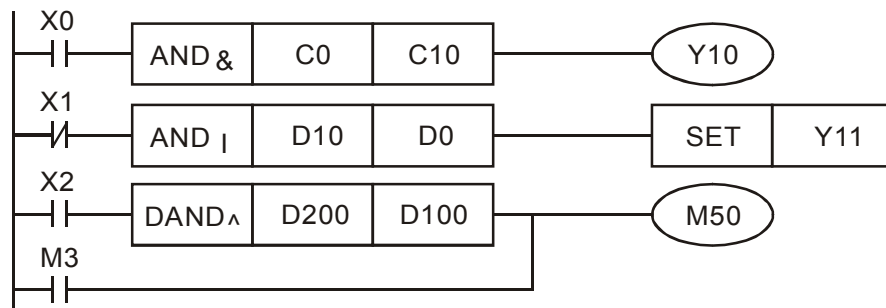 X0
AND & C0 C10 Y10
X1
AND | D10 D0 SET Y11
X2
DAND ^ D200 D100 M50
M3